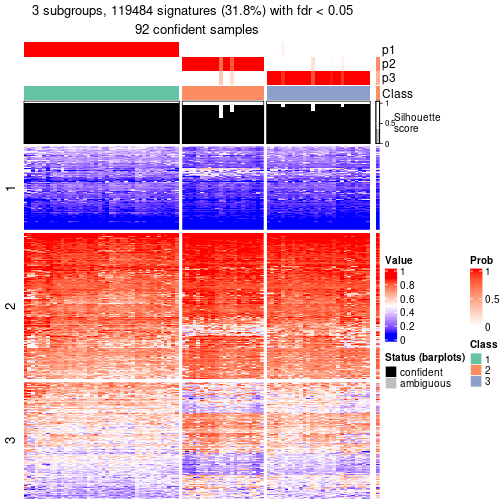 3 subgroups, 119484 signatures (31.8%) with fdr < 0.05
92 confident samples
p1
p2
p3
Class
1
0.5
0
Silhouette
score
1
2
3
Value
1
0.8
0.6
0.4
0.2
0
Status (barplots)
confident
ambiguous
Prob
1
0.5
0
Class
1
2
3